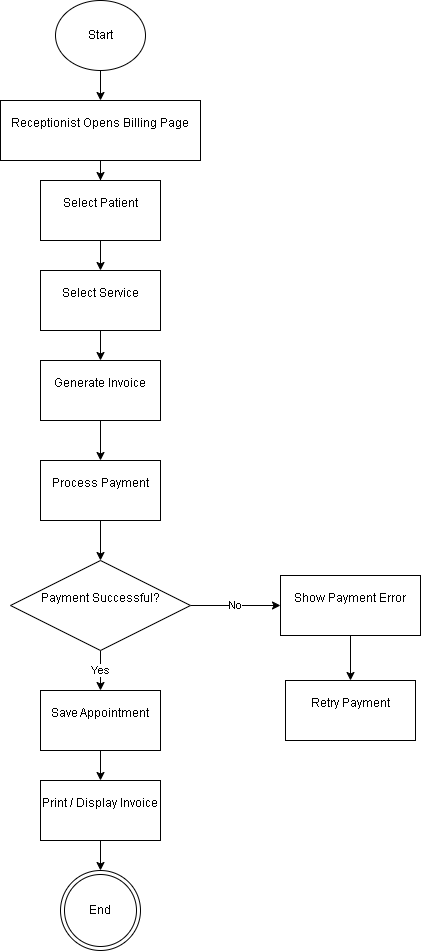 Start
Receptionist Opens Billing Page
Select Patient
Select Service
Generate Invoice
Process Payment
Payment Successful?
No
Show Payment Error
Retry Payment
Yes
Save Appointment
Print / Display Invoice
End